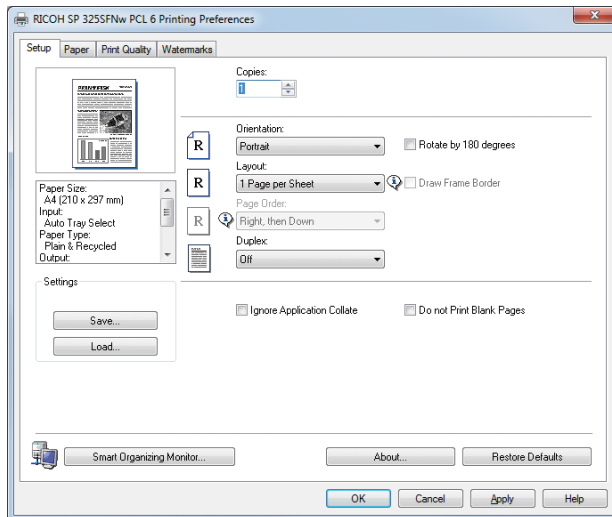 RICOH SP 325SFNw PCL 6 Printing Preferences
Setup Paper Print Quality Watermarks
Copies:
1
Orientation:
R Portrait Rotate by 180 degrees
Layout:
R 1 Page per Sheet Draw Frame Border
Page Order:
R Right, then Down
Duplex:
Off
Paper Size:
A4 (210 x 297 mm)
Input:
Auto Tray Select
Paper Type:
Plain & Recycled
Output:
Settings
Save...
Load...
Ignore Application Collate Do not Print Blank Pages
Smart Organizing Monitor... About... Restore Defaults
OK Cancel Apply Help